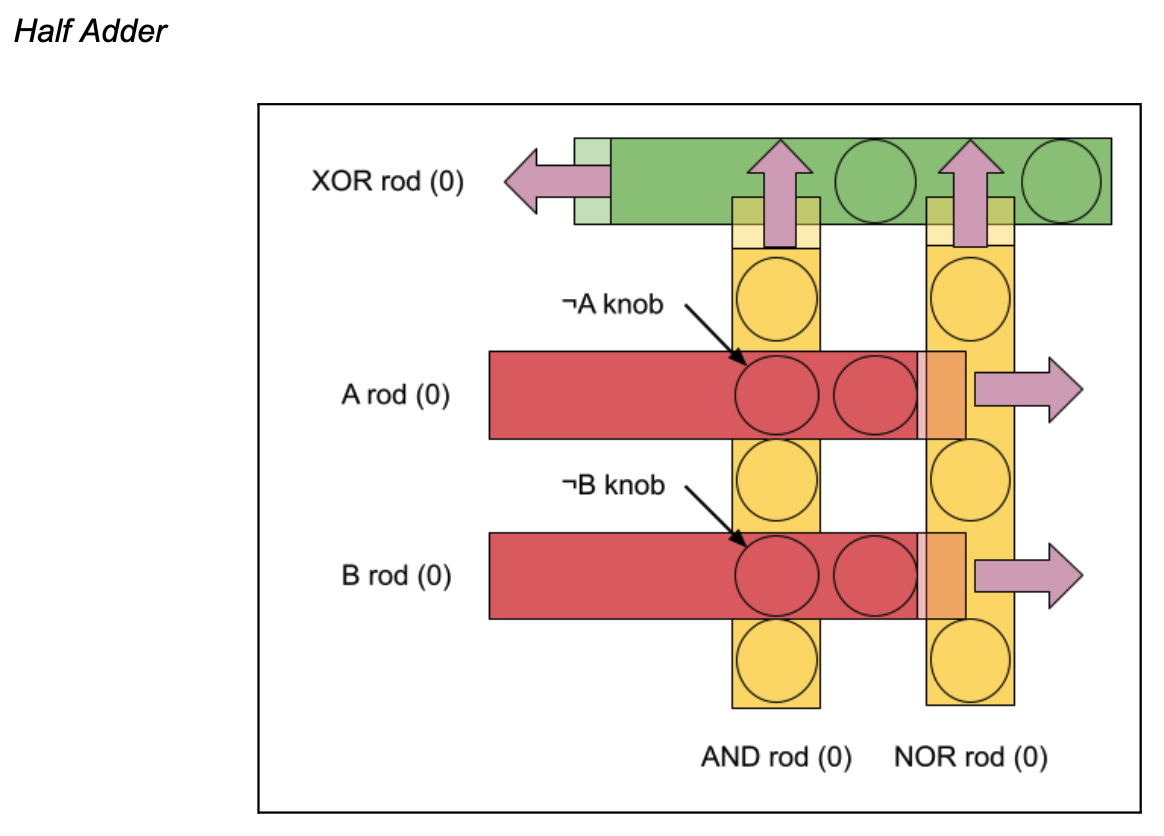 Half Adder
XOR rod (0)
¬A knob
A rod (0)
¬B knob
B rod (0)
AND rod (0)
NOR rod (0)